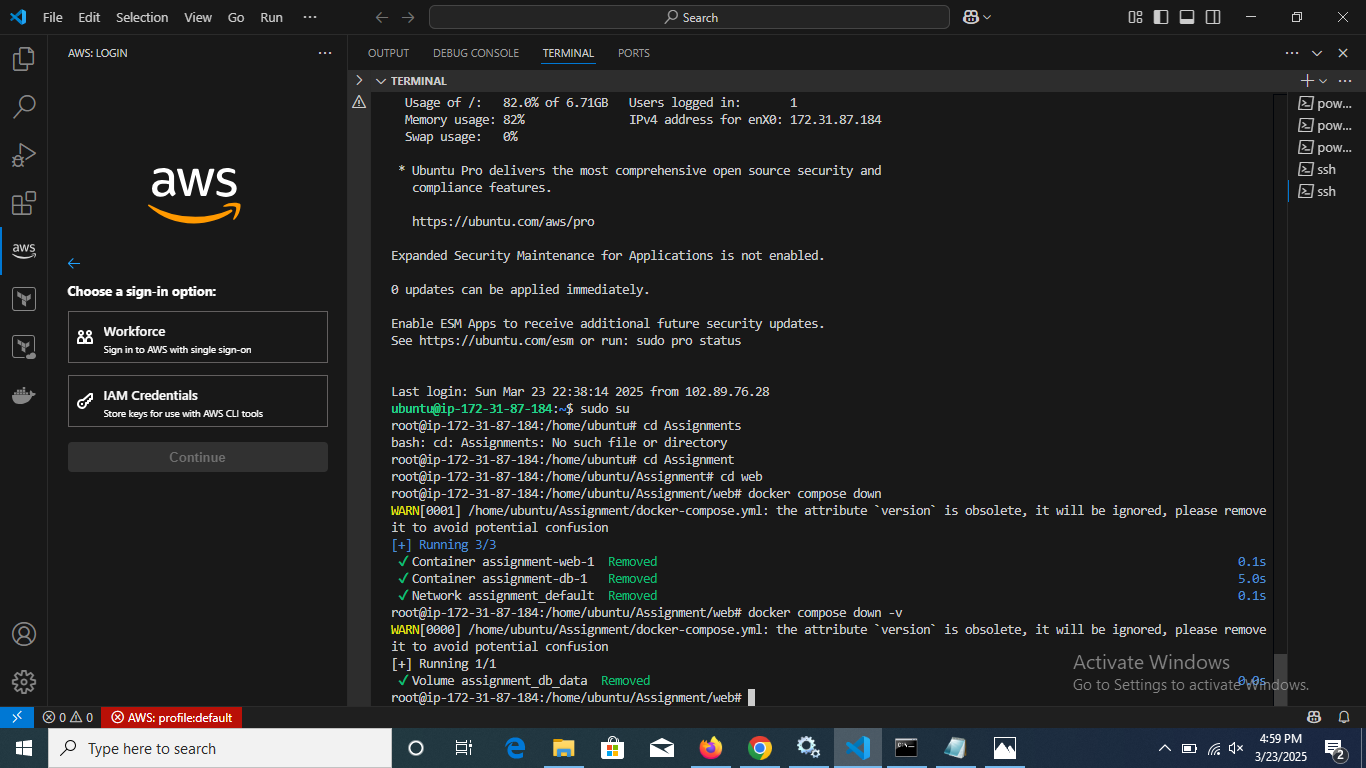 File Edit Selection View Go Run ··· Search
AWS: LOGIN
OUTPUT DEBUG CONSOLE TERMINAL PORTS
TERMINAL
aws
Choose a sign-in option:
Workforce
Sign in to AWS with single sign-on
IAM Credentials
Store keys for use with AWS CLI tools
Continue
aws
Usage of /: 82.0% of 6.71GB Users logged in: 1
Memory usage: 82% IPv4 address for enX0: 172.31.87.184
Swap usage: 0%
* Ubuntu Pro delivers the most comprehensive open source security and
compliance features.
https://ubuntu.com/aws/pro
Expanded Security Maintenance for Applications is not enabled.
0 updates can be applied immediately.
Enable ESM Apps to receive additional future security updates.
See https://ubuntu.com/esm or run: sudo pro status
Last login: Sun Mar 23 22:38:14 2025 from 102.89.76.28
ubuntu@ip-172-31-87-184:~$ sudo su
root@ip-172-31-87-184:/home/ubuntu# cd Assignments
bash: cd: Assignments: No such file or directory
root@ip-172-31-87-184:/home/ubuntu# cd Assignment
root@ip-172-31-87-184:/home/ubuntu/Assignment# cd web
root@ip-172-31-87-184:/home/ubuntu/Assignment/web# docker compose down
WARN[0001] /home/ubuntu/Assignment/docker-compose.yml: the attribute `version` is obsolete, it will be ignored, please remove
it to avoid potential confusion
[+] Running 3/3
✓ Container assignment-web-1 Removed 0.1s
✓ Container assignment-db-1 Removed 5.0s
✓ Network assignment_default Removed 0.1s
root@ip-172-31-87-184:/home/ubuntu/Assignment/web# docker compose down -v
WARN[0000] /home/ubuntu/Assignment/docker-compose.yml: the attribute `version` is obsolete, it will be ignored, please remove
it to avoid potential confusion
[+] Running 1/1
✓ Volume assignment_db_data Removed 0.0s
root@ip-172-31-87-184:/home/ubuntu/Assignment/web#
pow...
pow...
pow...
ssh
ssh
Activate Windows
Go to Settings to activate Windows.
0 0 AWS: profile:default
Type here to search
4:59 PM
3/23/2025
2